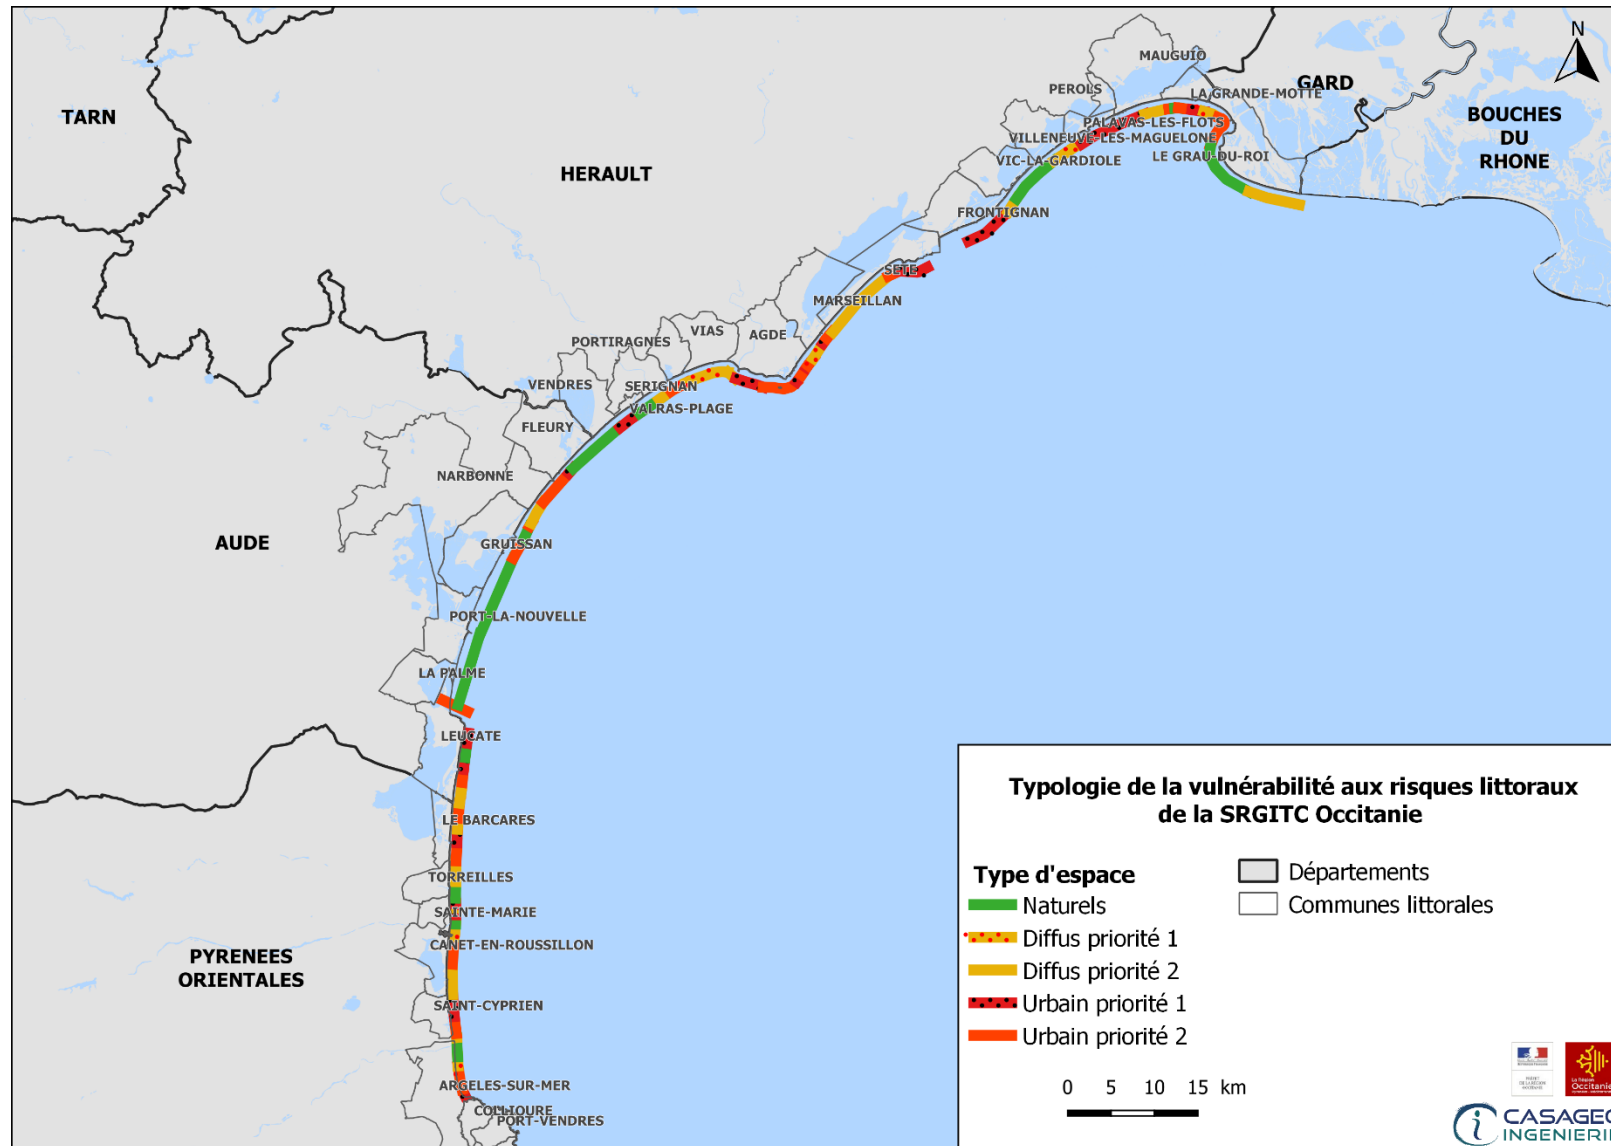 N
MAUGUIO
GARD
PEROLS
LA GRANDE-MOTTE
TARN
BOUCHES
DU
RHONE
PALAVAS-LES-FLOTS
VILLENEUVE-LES-MAGUELONE
VIC-LA-GARDIOLE
LE GRAU-DU-ROI
HERAULT
FRONTIGNAN
SETE
MARSEILLAN
VIAS
AGDE
PORTIRAGNES
VENDRES
SERIGNAN
VALRAS-PLAGE
FLEURY
NARBONNE
AUDE
GRUISSAN
PORT-LA-NOUVELLE
LA PALME
LEUCATE
LE BARCARES
TORREILLES
SAINTE-MARIE
CANET-EN-ROUSSILLON
PYRENEES
ORIENTALES
SAINT-CYPRIEN
ARGELES-SUR-MER
COLLIOURE
PORT-VENDRES
Typologie de la vulnérabilité aux risques littoraux
de la SRGITC Occitanie
Type d'espace
Naturels
Diffus priorité 1
Diffus priorité 2
Urbain priorité 1
Urbain priorité 2
Départements
Communes littorales
0 5 10 15 km
La Région
Occitanie
CASAGEO
INGENIERIE